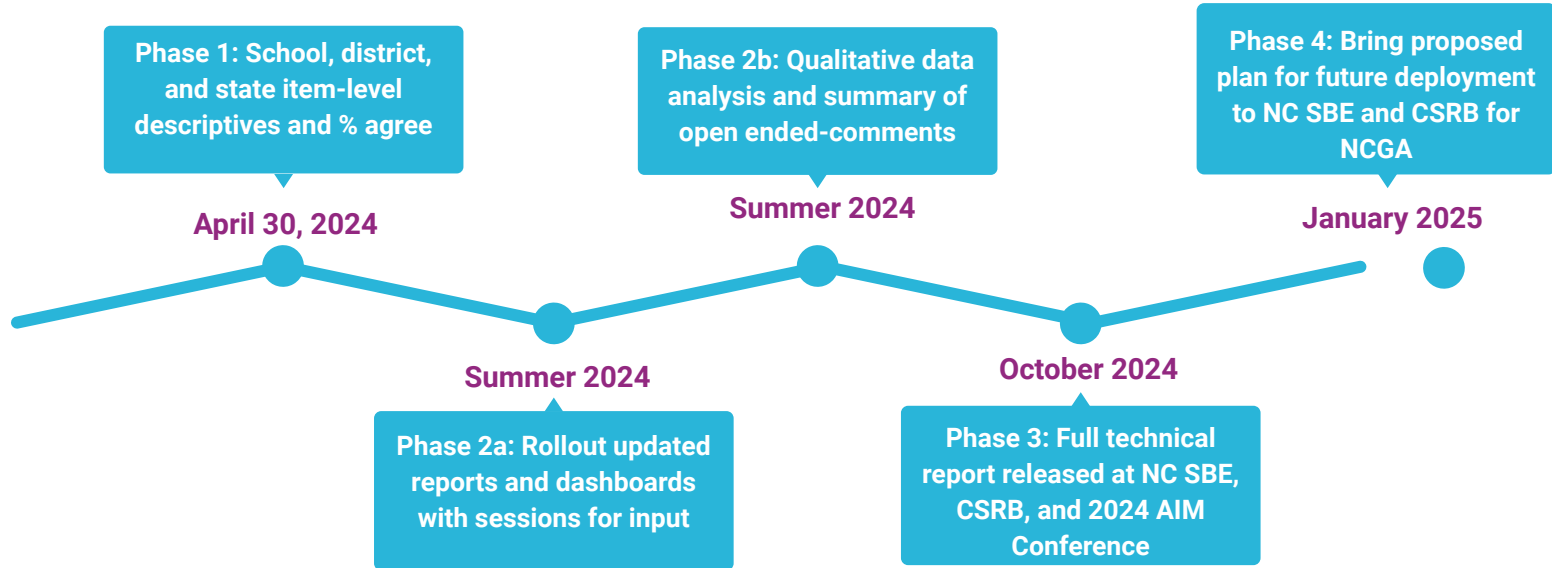 Phase 1: School, district,
and state item-level
descriptives and % agree
April 30, 2024
Phase 2a: Rollout updated
reports and dashboards
with sessions for input
Summer 2024
Phase 2b: Qualitative data
analysis and summary of
open ended-comments
Summer 2024
Phase 3: Full technical
report released at NC SBE,
CSRB, and 2024 AIM
Conference
October 2024
Phase 4: Bring proposed
plan for future deployment
to NC SBE and CSRB for
NCGA
January 2025